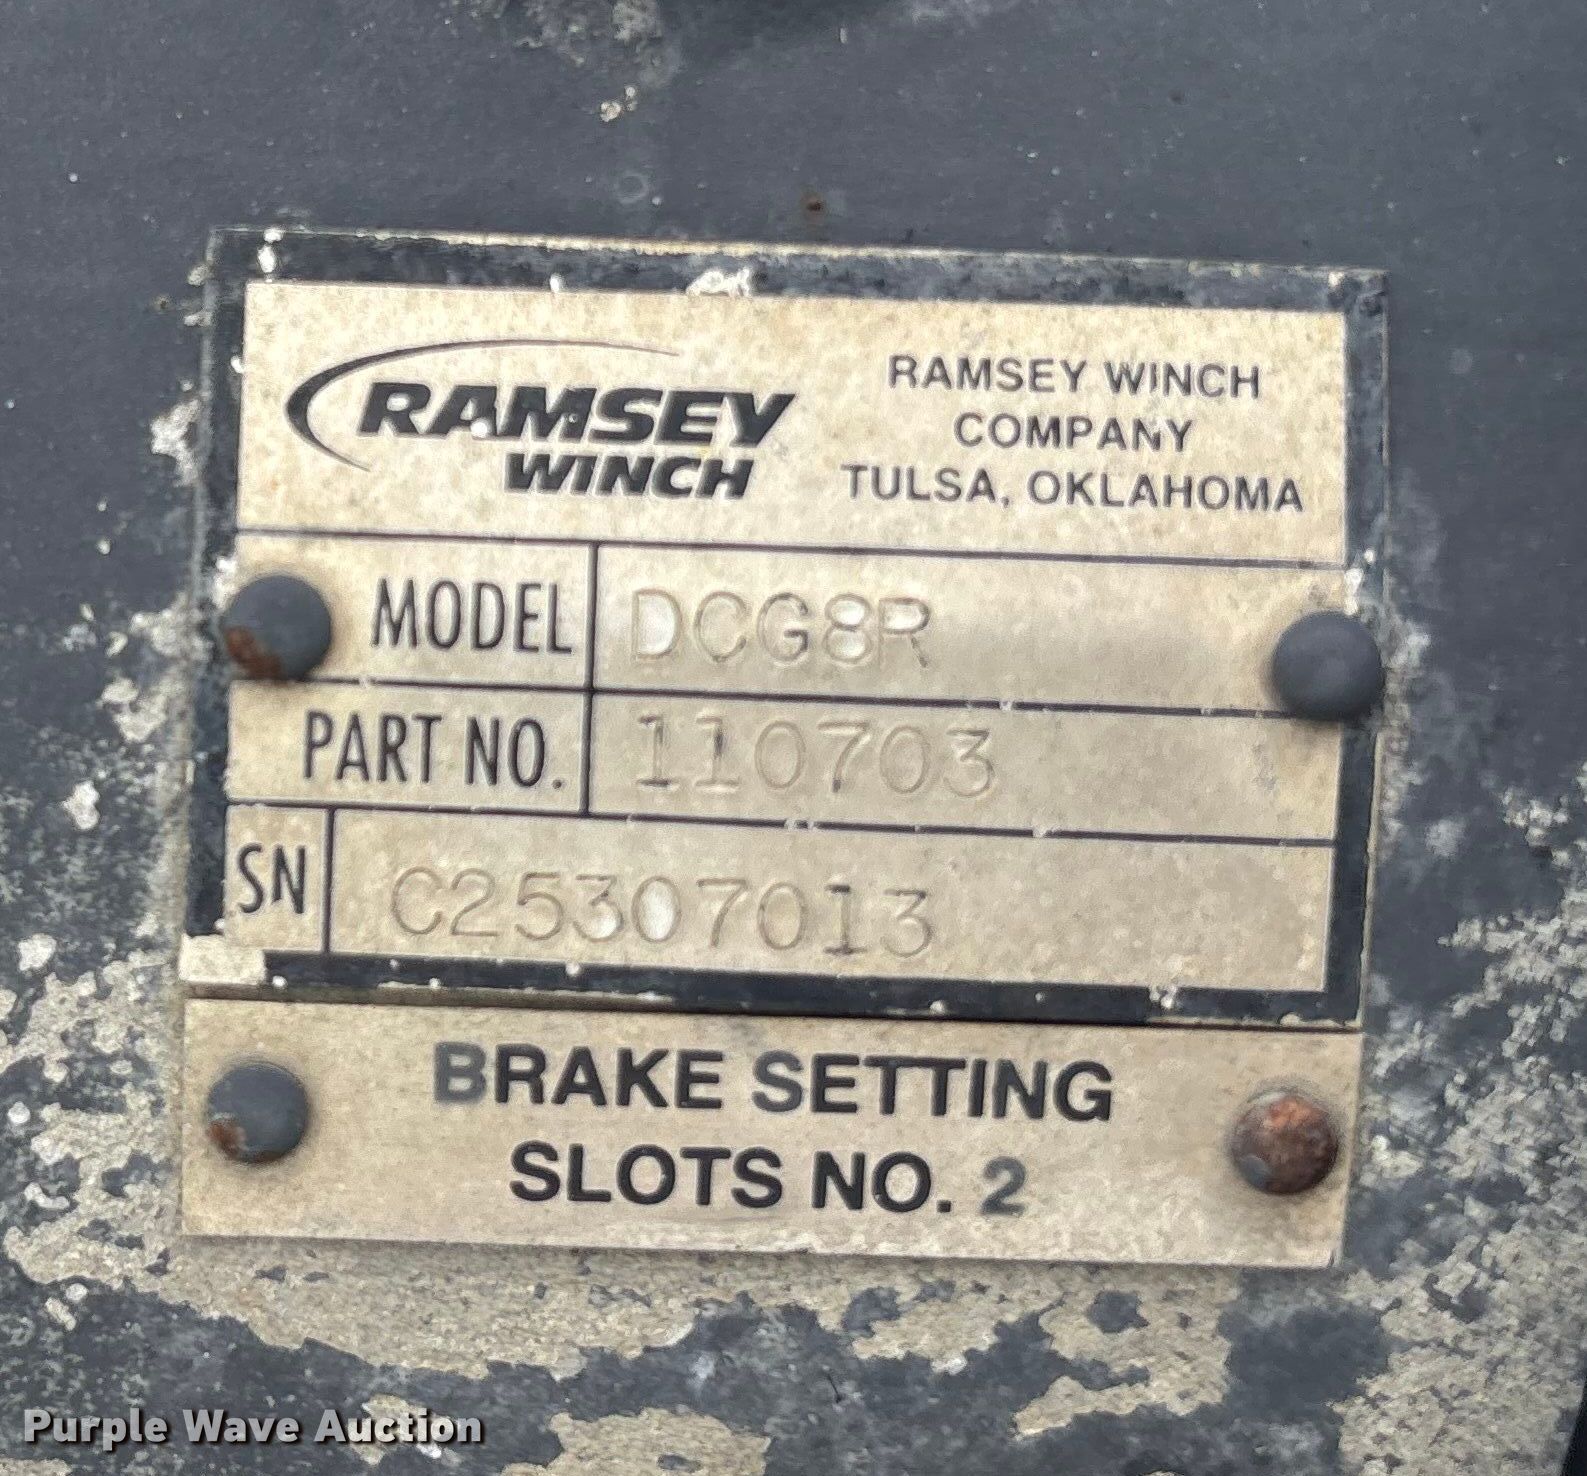 RAMSEY
WINCH
RAMSEY WINCH
COMPANY
TULSA, OKLAHOMA
MODEL DCG8R
PART NO. 110703
SN C25307013
BRAKE SETTING
SLOTS NO. 2
Purple Wave Auction